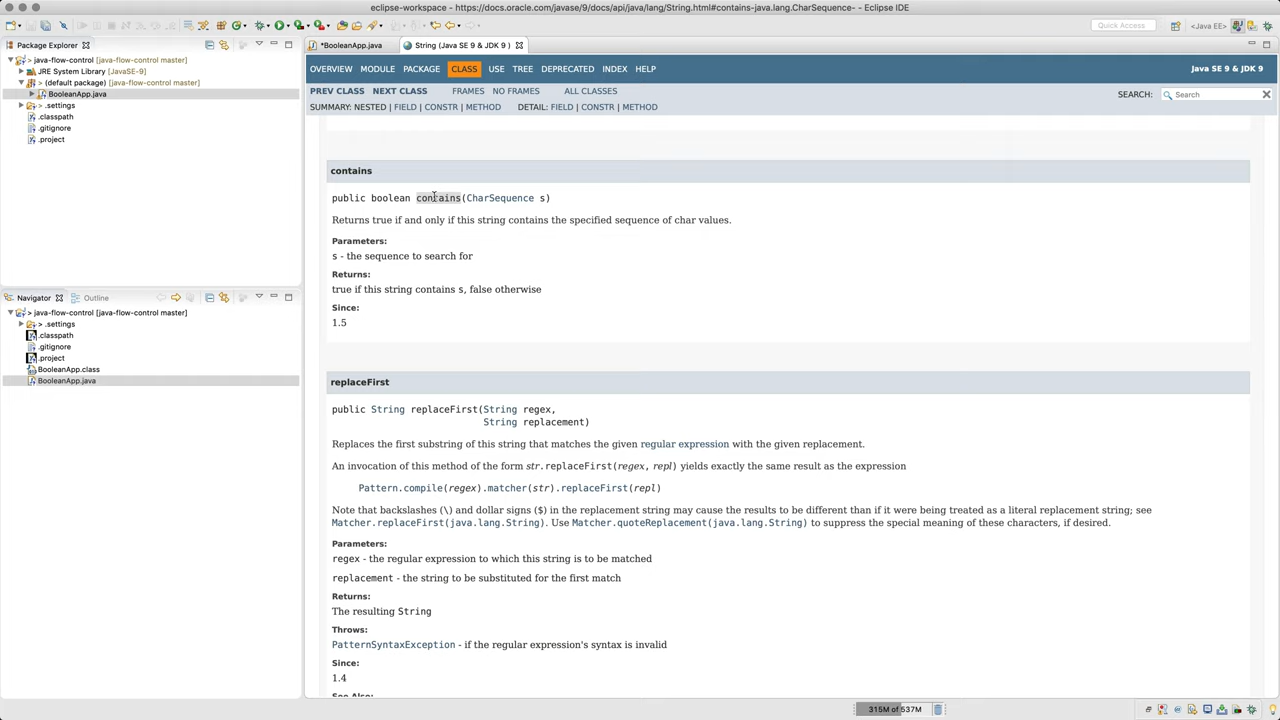 eclipse-workspace - https://docs.oracle.com/javase/9/docs/api/java/lang/String.html#contains-java.lang.CharSequence- - Eclipse IDE
Quick Access
<Java EE>
Package Explorer
> java-flow-control [java-flow-control master]
JRE System Library [JavaSE-9]
> (default package) [java-flow-control master]
BooleanApp.java
> .settings
.classpath
.gitignore
.project
Navigator
Outline
> java-flow-control [java-flow-control master]
> .settings
.classpath
.gitignore
.project
BooleanApp.class
BooleanApp.java
*BooleanApp.java
String (Java SE 9 & JDK 9 )
OVERVIEW MODULE PACKAGE CLASS USE TREE DEPRECATED INDEX HELP
Java SE 9 & JDK 9
PREV CLASS NEXT CLASS FRAMES NO FRAMES ALL CLASSES
SEARCH: Search
SUMMARY: NESTED | FIELD | CONSTR | METHOD DETAIL: FIELD | CONSTR | METHOD
contains
public boolean contains(CharSequence s)
Returns true if and only if this string contains the specified sequence of char values.
Parameters:
s - the sequence to search for
Returns:
true if this string contains s, false otherwise
Since:
1.5
replaceFirst
public String replaceFirst(String regex,
String replacement)
Replaces the first substring of this string that matches the given regular expression with the given replacement.
An invocation of this method of the form str.replaceFirst(regex, repl) yields exactly the same result as the expression
Pattern.compile(regex).matcher(str).replaceFirst(repl)
Note that backslashes (\) and dollar signs ($) in the replacement string may cause the results to be different than if it were being treated as a literal replacement string; see
Matcher.replaceFirst(java.lang.String). Use Matcher.quoteReplacement(java.lang.String) to suppress the special meaning of these characters, if desired.
Parameters:
regex - the regular expression to which this string is to be matched
replacement - the string to be substituted for the first match
Returns:
The resulting String
Throws:
PatternSyntaxException - if the regular expression's syntax is invalid
Since:
1.4
See Also:
315M of 537M